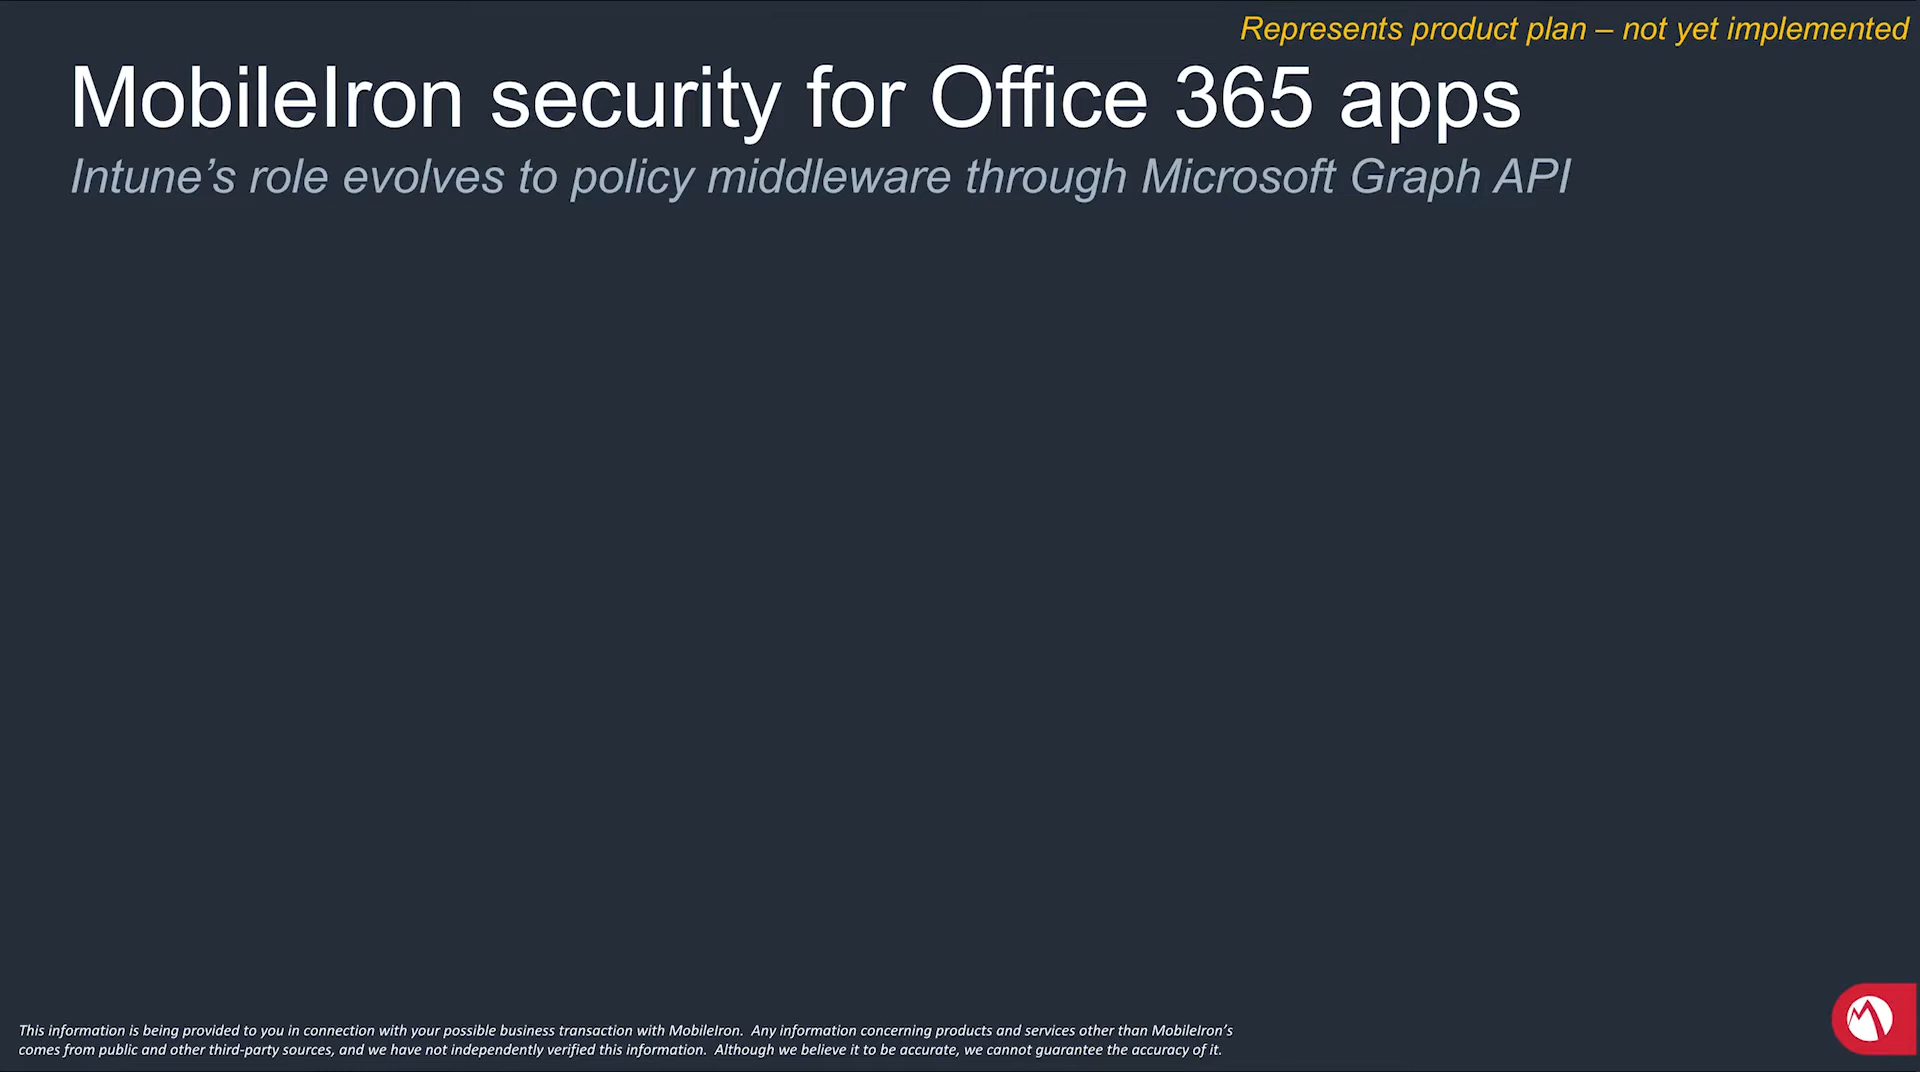 Represents product plan – not yet implemented
MobileIron security for Office 365 apps
Intune’s role evolves to policy middleware through Microsoft Graph API
This information is being provided to you in connection with your possible business transaction with MobileIron.  Any information concerning products and services other than MobileIron’s
comes from public and other third-party sources, and we have not independently verified this information.  Although we believe it to be accurate, we cannot guarantee the accuracy of it.